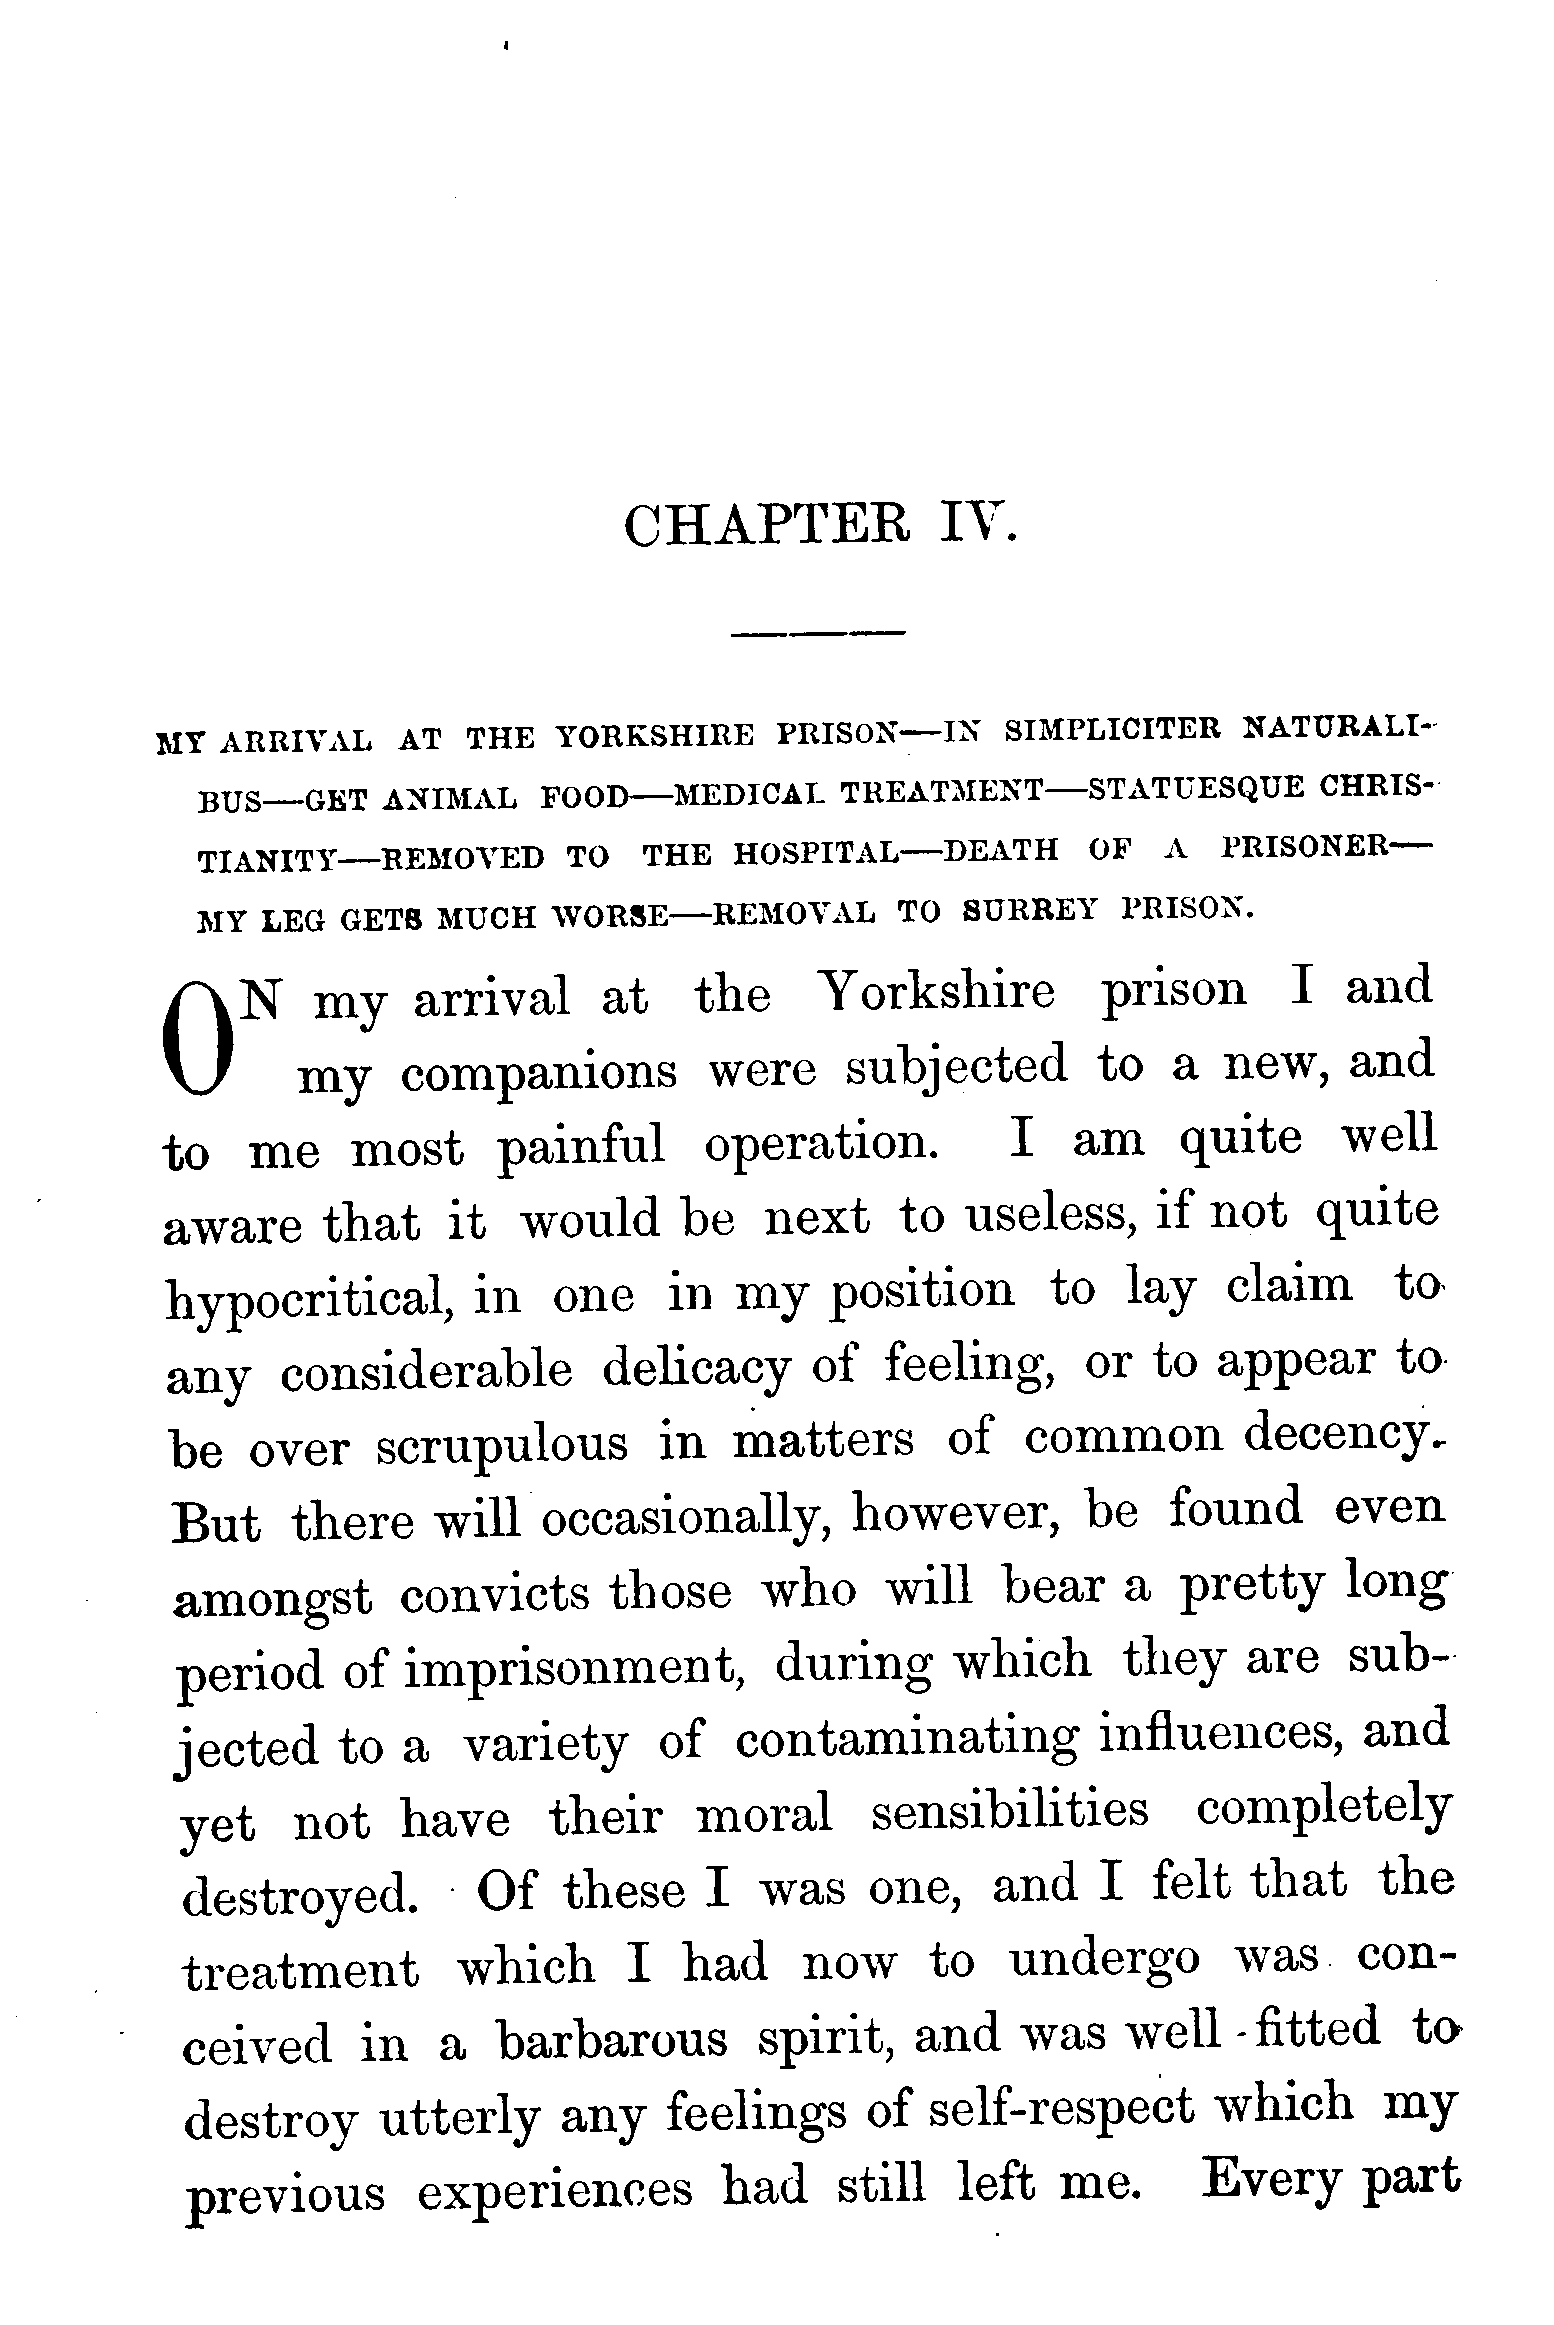 CHAPTER IV.
MY ARRIVAL AT THE YORKSHIRE PRISON—IN SIMPLICITER NATURALI-
BUS—GET ANIMAL FOOD—MEDICAL TREATMENT—STATUESQUE CHRIS-
TIANITY—REMOVED TO THE HOSPITAL—DEATH OF A PRISONER—
MY LEG GETS MUCH WORSE—REMOVAL TO SURREY PRISON.
ON my arrival at the Yorkshire prison I and
my companions were subjected to a new, and
to me most painful operation. I am quite well
aware that it would be next to useless, if not quite
hypocritical, in one in my position to lay claim to
any considerable delicacy of feeling, or to appear to
be over scrupulous in matters of common decency.
But there will occasionally, however, be found even
amongst convicts those who will bear a pretty long
period of imprisonment, during which they are sub-
jected to a variety of contaminating influences, and
yet not have their moral sensibilities completely
destroyed. Of these I was one, and I felt that the
treatment which I had now to undergo was con-
ceived in a barbarous spirit, and was well-fitted to
destroy utterly any feelings of self-respect which my
previous experiences had still left me. Every part